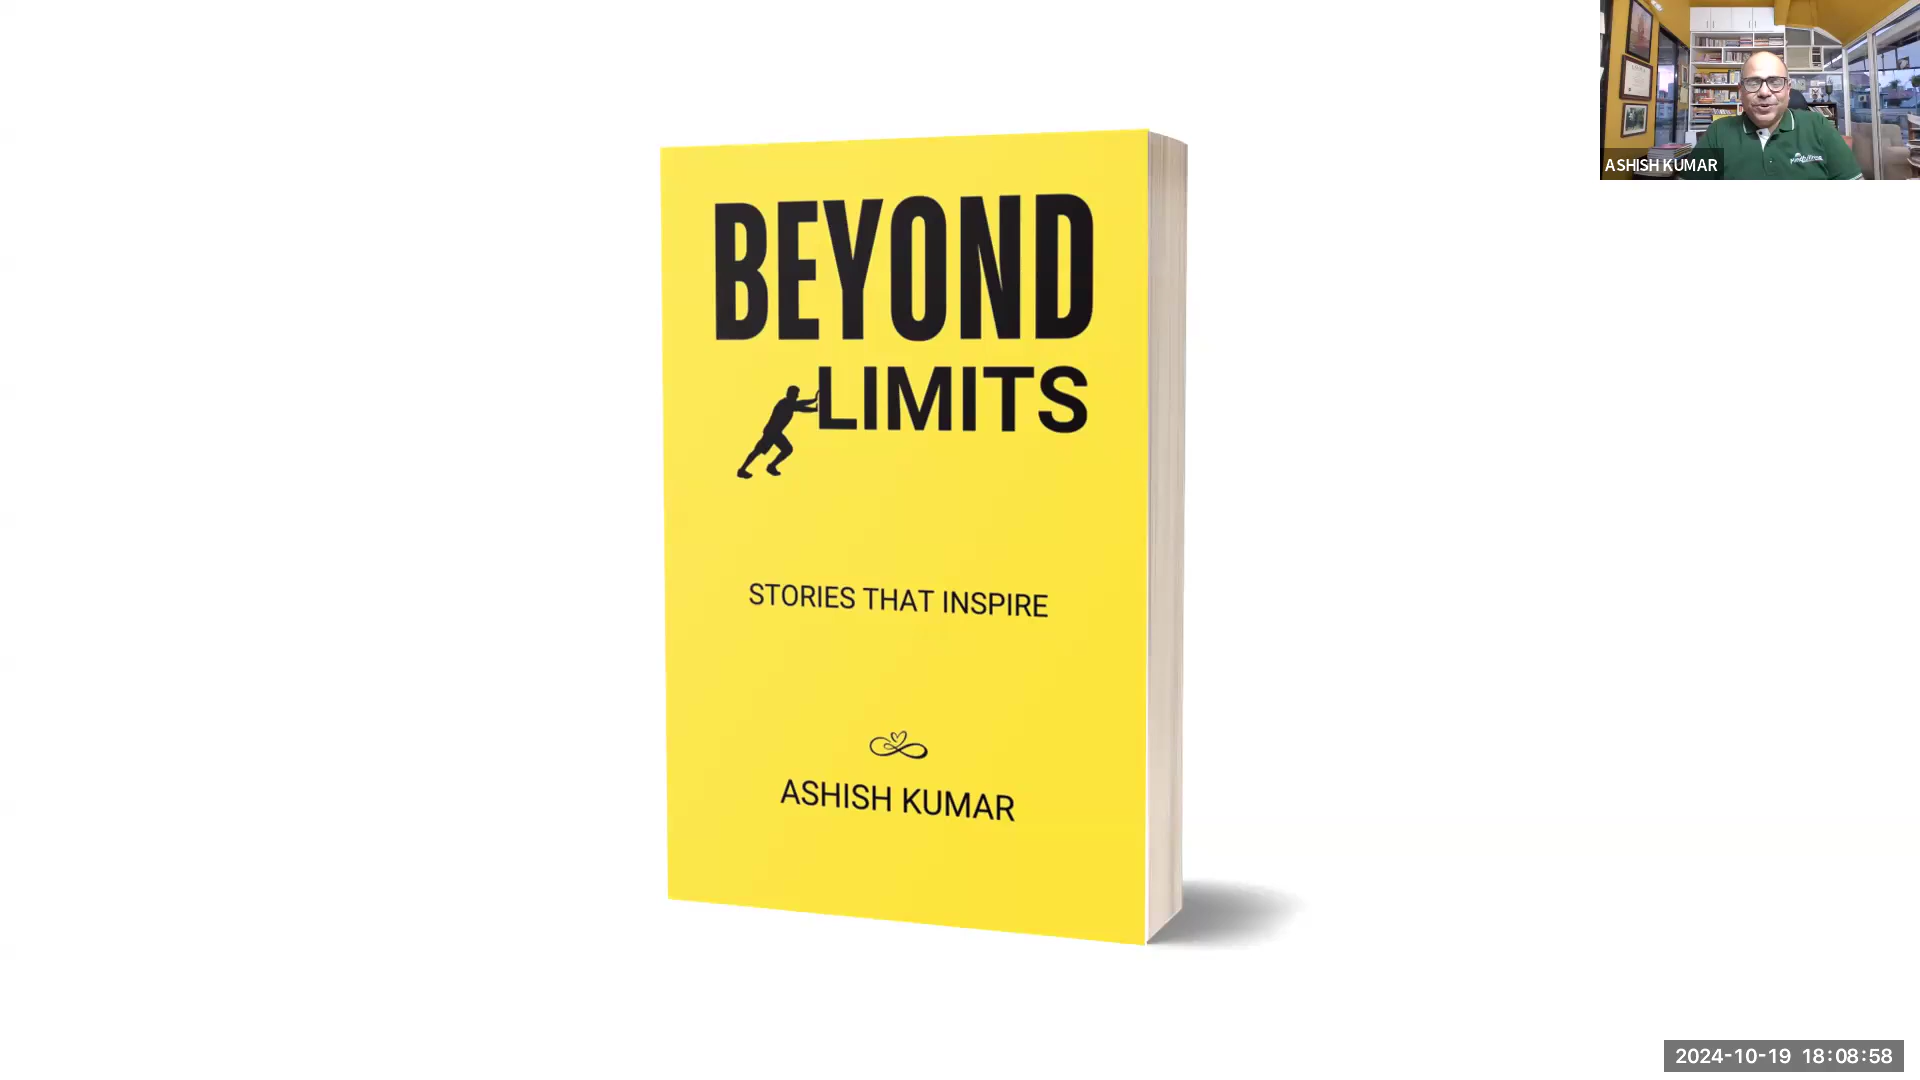 BEYOND
LIMITS
STORIES THAT INSPIRE
ASHISH KUMAR
ASHISH KUMAR
2024-10-19 18:08:58